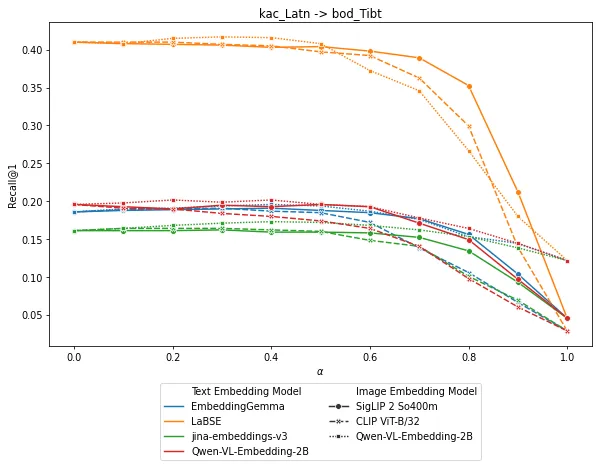 kac_Latn -> bod_Tibt
Recall@1
0.40
0.35
0.30
0.25
0.20
0.15
0.10
0.05
0.0
0.2
0.4
0.6
0.8
1.0
α
Text Embedding Model
EmbeddingGemma
LaBSE
jina-embeddings-v3
Qwen-VL-Embedding-2B
Image Embedding Model
SigLIP 2 So400m
CLIP ViT-B/32
Qwen-VL-Embedding-2B